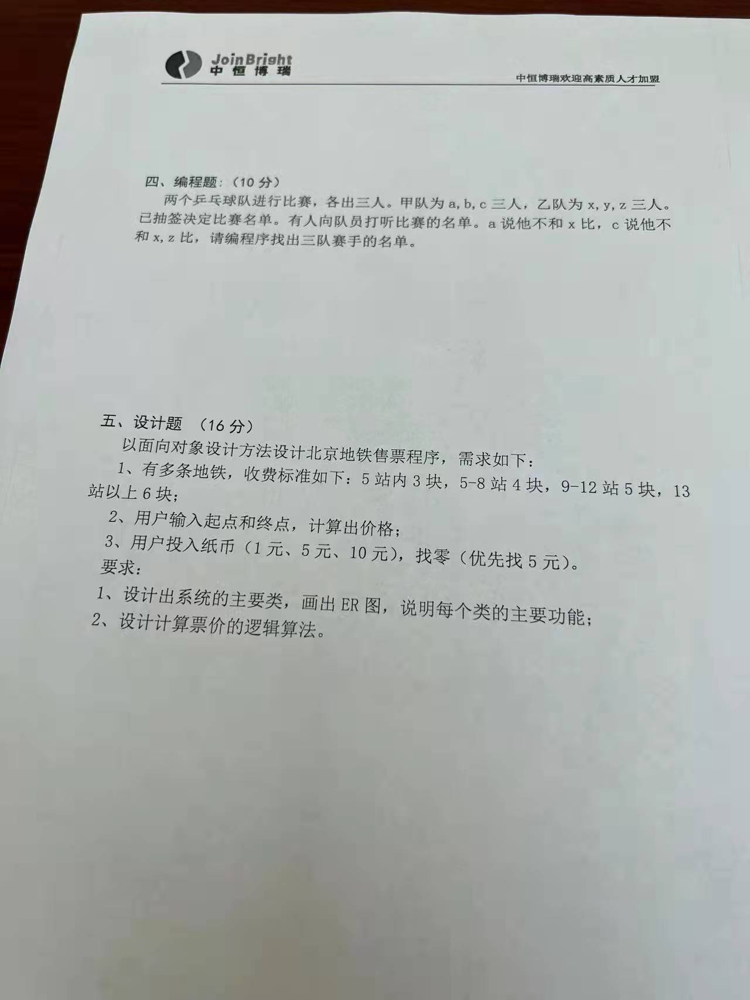 JoinBright
中恒博瑞
中恒博瑞欢迎高素质人才加盟
四、编程题:(10 分)
两个乒乓球队进行比赛，各出三人。甲队为 a,b,c 三人，乙队为 x,y,z 三人。
已抽签决定比赛名单。有人向队员打听比赛的名单。a 说他不和 x 比，c 说他不
和 x,z 比，请编程序找出三队赛手的名单。
五、设计题 (16 分)
以面向对象设计方法设计北京地铁售票程序，需求如下：
1、有多条地铁，收费标准如下：5 站内 3 块，5-8 站 4 块，9-12 站 5 块，13
站以上 6 块；
2、用户输入起点和终点，计算出价格；
3、用户投入纸币（1 元、5 元、10 元），找零（优先找 5 元）。
要求：
1、设计出系统的主要类，画出 ER 图，说明每个类的主要功能；
2、设计计算票价的逻辑算法。